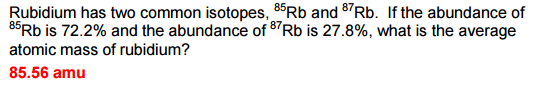 Rubidium has two common isotopes, ⁸⁵Rb and ⁸⁷Rb. If the abundance of
⁸⁵Rb is 72.2% and the abundance of ⁸⁷Rb is 27.8%, what is the average
atomic mass of rubidium?
85.56 amu